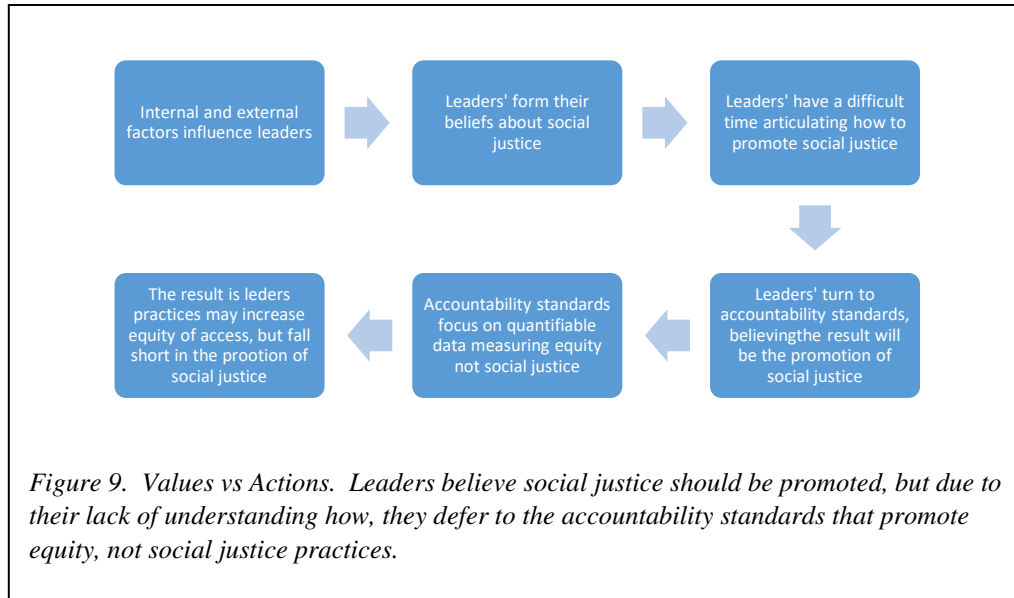 Internal and external
factors influence leaders
Leaders' form their
beliefs about social
justice
Leaders' have a difficult
time articulating how to
promote social justice
Leaders' turn to
accountability standards,
believingthe result will
be the promotion of
social justice
Accountability standards
focus on quantifiable
data measuring equity
not social justice
The result is leders
practices may increase
equity of access, but fall
short in the prootion of
social justice
Figure 9. Values vs Actions. Leaders believe social justice should be promoted, but due to
their lack of understanding how, they defer to the accountability standards that promote
equity, not social justice practices.